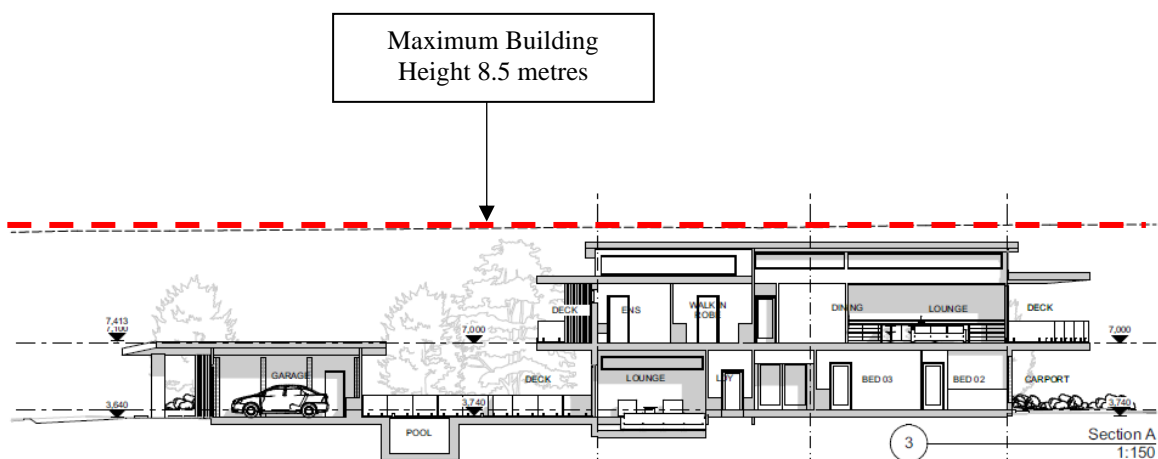 Maximum Building
Height 8.5 metres
DECK
ENS
WALK IN
ROBE
DINING
LOUNGE
DECK
7,413
7,100
7,000
7,000
GARAGE
DECK
LOUNGE
LDY
BED 03
BED 02
CARPORT
3,640
3,740
3,740
POOL
3
Section A
1:150